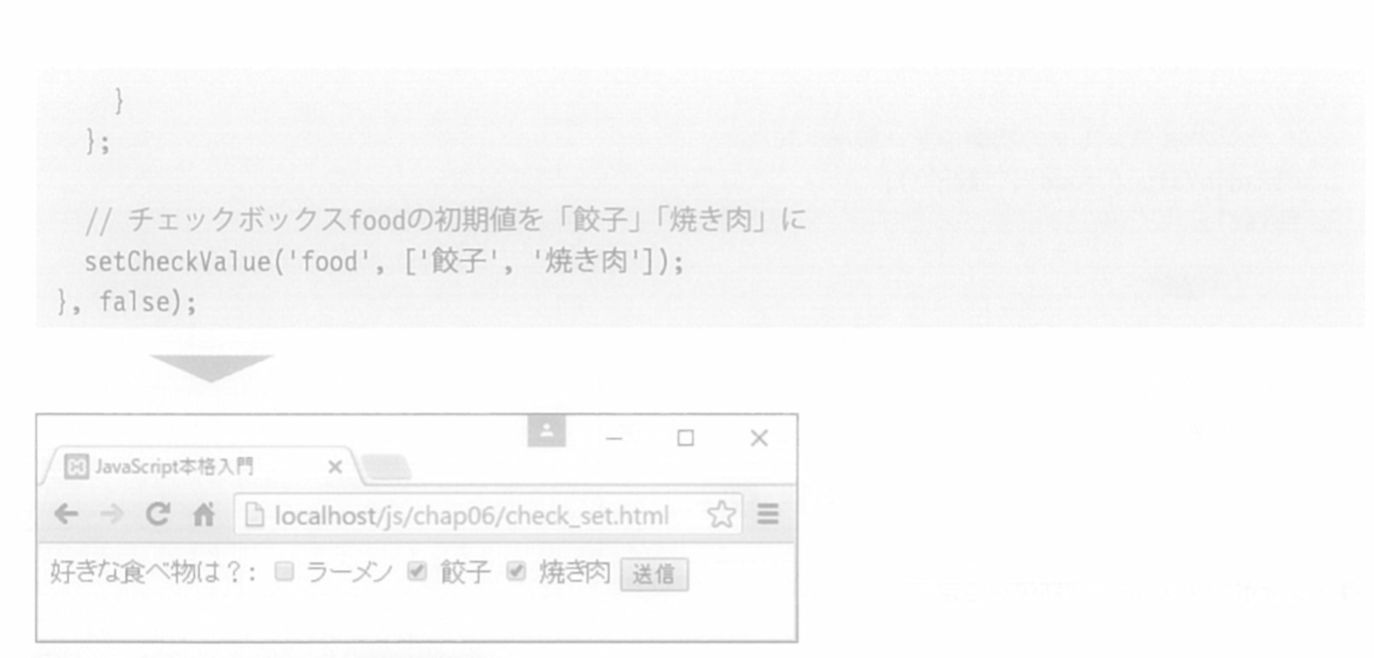 }
};
// チェックボックスfoodの初期値を「餃子」「焼き肉」に
setCheckValue('food', ['餃子', '焼き肉']);
}, false);
JavaScript本格入門
localhost/js/chap06/check_set.html
好きな食べ物は？: ラーメン 餃子 焼き肉 送信